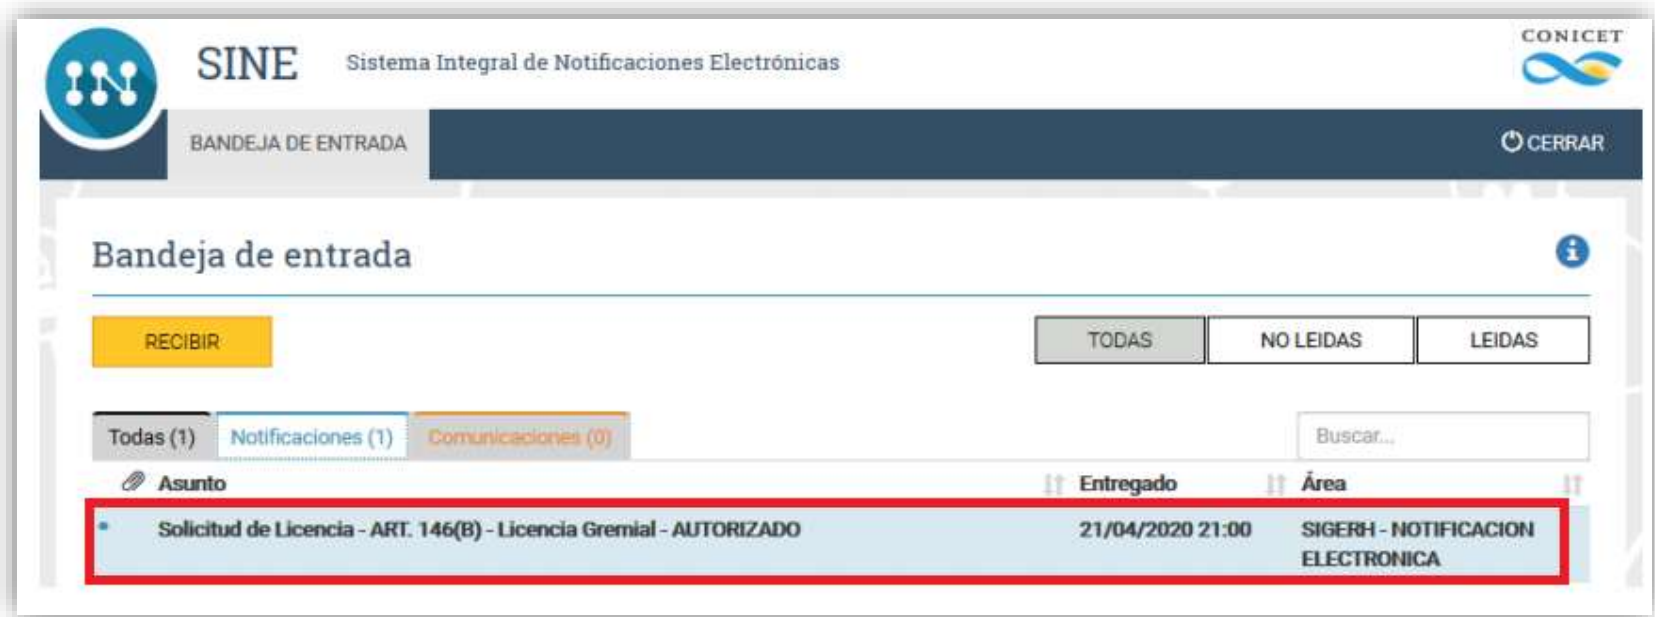 SINE Sistema Integral de Notificaciones Electrónicas
CONICET
BANDEJA DE ENTRADA
CERRAR
Bandeja de entrada
RECIBIR
TODAS
NO LEIDAS
LEIDAS
Todas (1)
Notificaciones (1)
Comunicaciones (0)
Buscar...
Asunto
Entregado
Área
Solicitud de Licencia - ART. 146(B) - Licencia Gremial - AUTORIZADO
21/04/2020 21:00
SIGERH - NOTIFICACION
ELECTRONICA